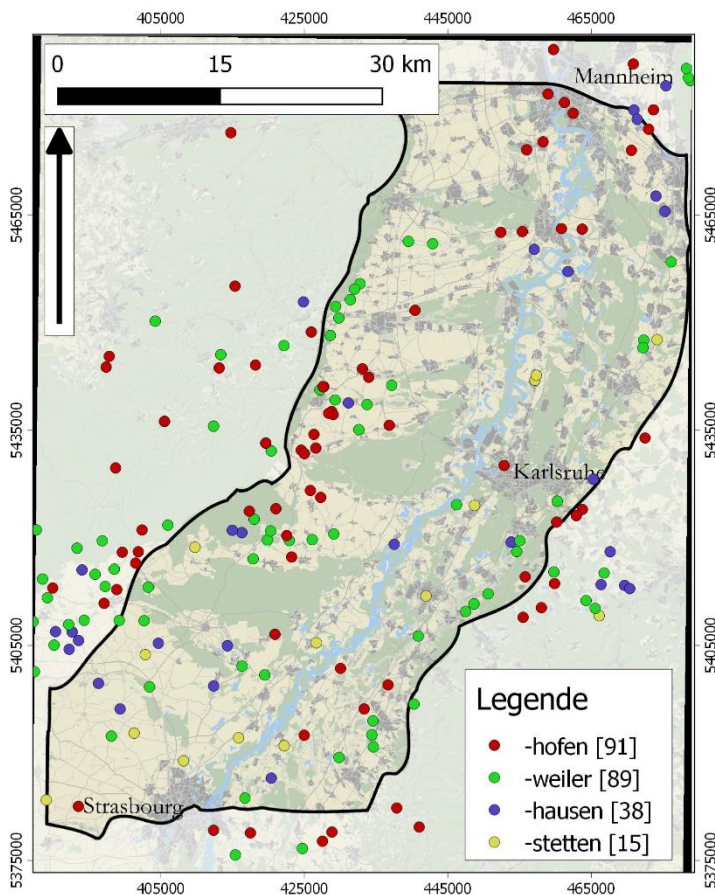 405000 425000 445000 465000
0 15 30 km
Mannheim
5465000 5465000
5435000 5435000
Karlsruhe
5405000 5405000
Legende
-hofen [91]
-weiler [89]
-hausen [38]
-stetten [15]
Strasbourg
5375000 5375000
405000 425000 445000 465000